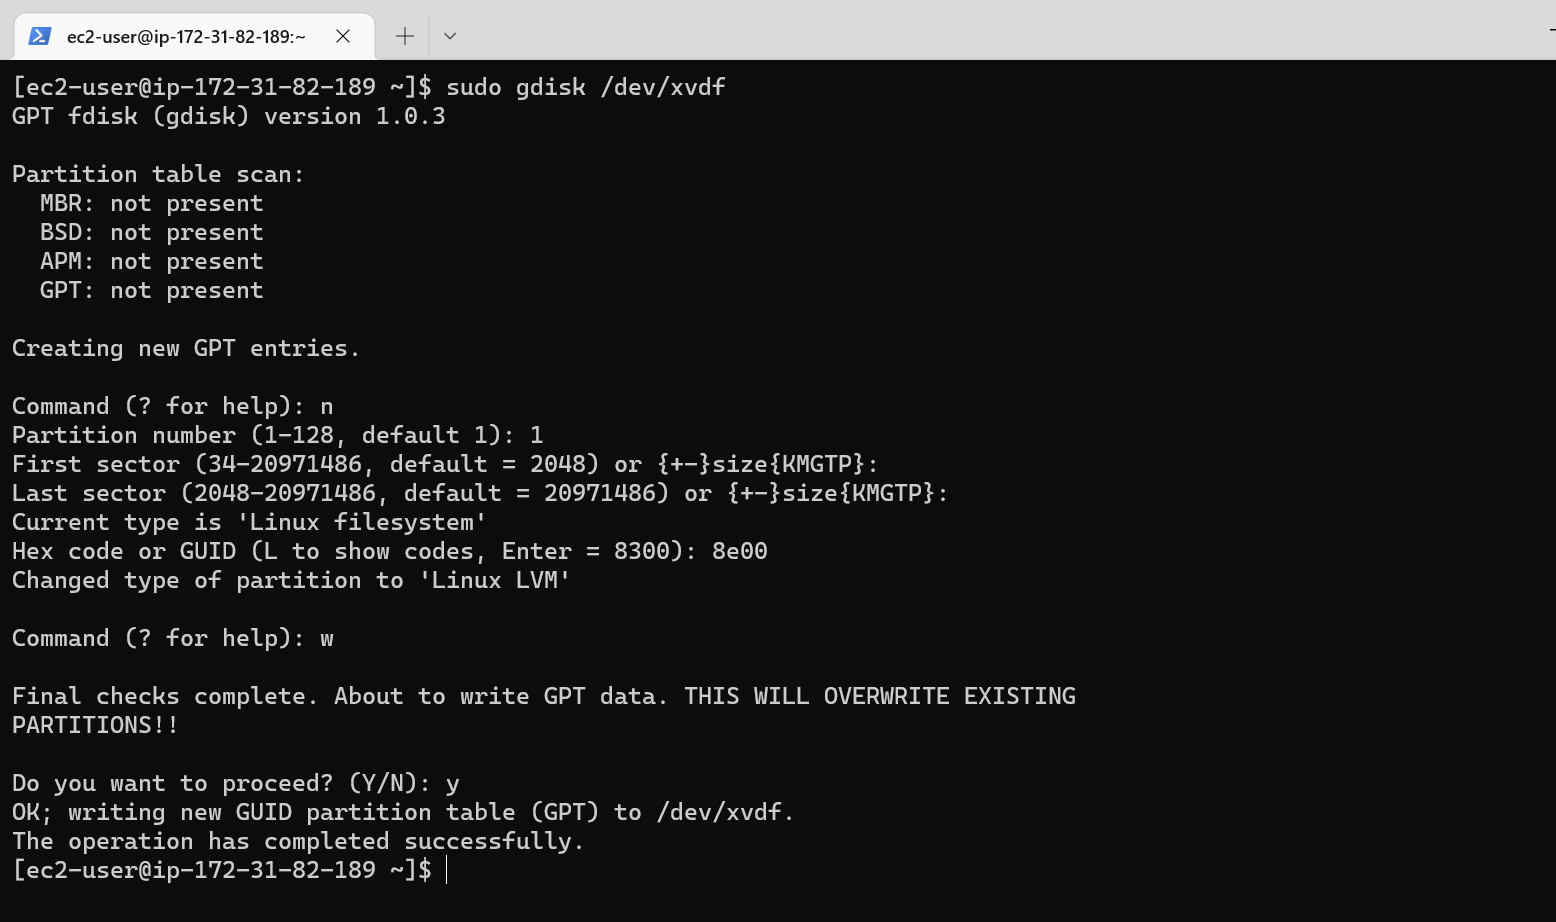 ec2-user@ip-172-31-82-189:~
[ec2-user@ip-172-31-82-189 ~]$ sudo gdisk /dev/xvdf
GPT fdisk (gdisk) version 1.0.3
Partition table scan:
  MBR: not present
  BSD: not present
  APM: not present
  GPT: not present
Creating new GPT entries.
Command (? for help): n
Partition number (1-128, default 1): 1
First sector (34-20971486, default = 2048) or {+-}size{KMGTP}:
Last sector (2048-20971486, default = 20971486) or {+-}size{KMGTP}:
Current type is 'Linux filesystem'
Hex code or GUID (L to show codes, Enter = 8300): 8e00
Changed type of partition to 'Linux LVM'
Command (? for help): w
Final checks complete. About to write GPT data. THIS WILL OVERWRITE EXISTING
PARTITIONS!!
Do you want to proceed? (Y/N): y
OK; writing new GUID partition table (GPT) to /dev/xvdf.
The operation has completed successfully.
[ec2-user@ip-172-31-82-189 ~]$